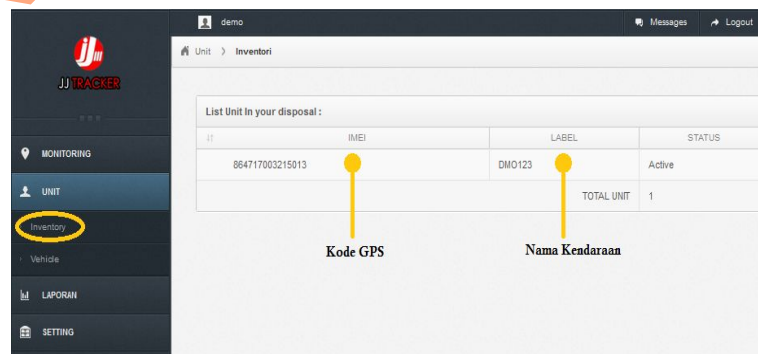 demo
Messages
Logout
Unit > Inventori
JJm
JJ TRACKER
List Unit In your disposal :
IMEI LABEL STATUS
864717003215013 DMO123 Active
TOTAL UNIT 1
MONITORING
UNIT
Inventory
Vehicle
LAPORAN
SETTING
Kode GPS
Nama Kendaraan